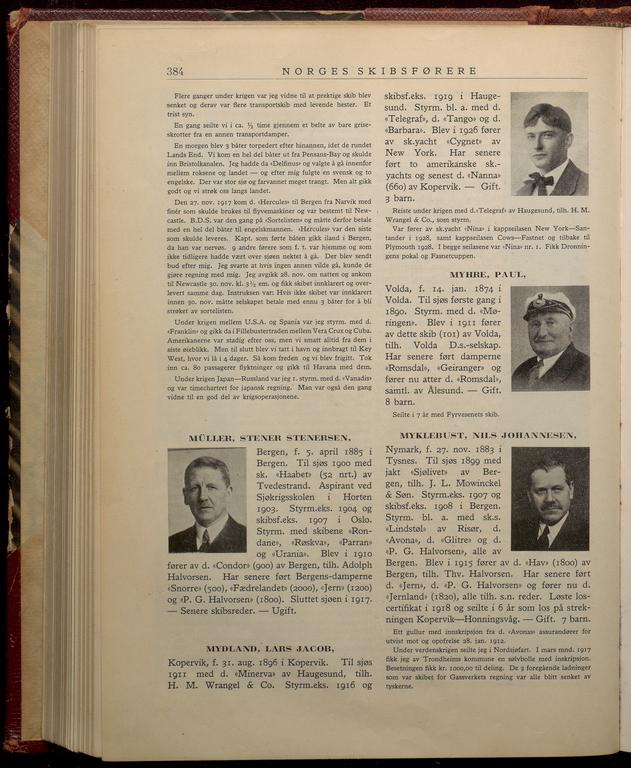 384
NORGES SKIBSFØRERE
Flere ganger under krigen var jeg vidne til at prektige skib blev
senket og derav var flere transportskib med levende hester. Et
trist syn.
En gang seilte vi i ca. ½ time gjennem et belte av bare grise-
skrotter fra en annen transportdamper.
En morgen blev 3 båter torpedert efter hinannen, idet de rundet
Lands End. Vi kom en hel del båter ut fra Pensans-Bay og skulde
inn Bristolkanalen. Jeg hadde da «Delfinus» og valgte å gå innenfor
mellem roksene og landet — og efter mig fulgte en svensk og to
engelske. Der var stor sjø og farvannet meget trangt. Men alt gikk
godt og vi strøk oss langs landet.
Den 27. nov. 1917 kom d. «Hercules» til Bergen fra Narvik med
finér som skulde brukes til flyvemaskiner og var bestemt til New-
castle. B.D.S. var den gang på «Sortelisten» og måtte derfor betale
med en hel del båter til engelskmannen. «Hercules» var den siste
som skulde leveres. Kapt. som førte båten gikk iland i Bergen,
da han var nervøs. 9 andre førere som f. t. var hjemme og som
ikke tidligere hadde vært over sjøen nektet å gå. Der blev sendt
bud efter mig. Jeg svarte at hvis ingen annen vilde gå, kunde de
gjøre regning med mig. Jeg avgikk 28. nov. om natten og ankom
til Newcastle 30. nov. kl. 3½ em. og fikk skibet innklarert og over-
levert samme dag. Instruksen var: Hvis ikke skibet var innklarert
innen 30. nov. måtte selskapet betale med ennu 3 båter for å bli
strøket av sortelisten.
Under krigen mellem U.S.A. og Spania var jeg styrm. med d.
«Franklin» og gikk da i Fillebustertraden mellem Vera Cruz og Cuba.
Amerikanerne var stadig efter oss, men vi smatt alltid fra dem i
siste øieblikk. Men til slutt blev vi tatt i havn og innbragt til Key
West, hvor vi lå i 4 dager. Så kom freden og vi blev frigitt. Tok
inn ca. 80 passagerer flyktninger og gikk til Havana med dem.
Under krigen Japan—Russland var jeg 1. styrm. med d. «Vanadis»
og var timechartret for japansk regning. Man var også den gang
vidne til en god del av krigsoperasjonene.
MÜLLER, STENER STENERSEN,
Bergen, f. 5. april 1885 i
Bergen. Til sjøs 1900 med
sk. «Haabet» (52 nrt.) av
Tvedestrand. Aspirant ved
Sjøkrigsskolen i Horten
1903. Styrm.eks. 1904 og
skibsf.eks. 1907 i Oslo.
Styrm. med skibene «Ron-
dane», «Røskva», «Parran»
og «Urania». Blev i 1910
fører av d. «Condor» (900) av Bergen, tilh. Adolph
Halvorsen. Har senere ført Bergens-damperne
«Snorre» (500), «Fædrelandet» (2000), «Jern» (1200)
og «P. G. Halvorsen» (1800). Sluttet sjøen i 1917.
— Senere skibsreder. — Ugift.
MYDLAND, LARS JACOB,
Kopervik, f. 31. aug. 1896 i Kopervik. Til sjøs
1911 med d. «Minerva» av Haugesund, tilh.
H. M. Wrangel & Co. Styrm.eks. 1916 og
skibsf.eks. 1919 i Hauge-
sund. Styrm. bl. a. med d.
«Telegraf», d. «Tango» og d.
«Barbara». Blev i 1926 fører
av sk.yacht «Cygnet» av
New York. Har senere
ført to amerikanske sk.-
yachts og senest d. «Nanna»
(660) av Kopervik. — Gift.
3 barn.
Reiste under krigen med d. «Telegraf» av Haugesund, tilh. H. M.
Wrangel & Co., som styrm.
Var fører av sk.yacht «Nina» i kappseilasen New York—San-
tander i 1928, samt kappseilasen Cows—Fastnet og tilbake til
Plymouth 1928. I begge seilasene var «Nina» nr. 1. Fikk Dronnin-
gens pokal og Fasnetcuppen.
MYHRE, PAUL,
Volda, f. 14. jan. 1874 i
Volda. Til sjøs første gang i
1890. Styrm. med d. «Mø-
ringen». Blev i 1911 fører
av dette skib (101) av Volda,
tilh. Volda D.s.-selskap.
Har senere ført damperne
«Romsdal», «Geiranger» og
fører nu atter d. «Romsdal»,
samtl. av Ålesund. — Gift.
8 barn.
Seilte i 7 år med Fyrvesenets skib.
MYKLEBUST, NILS JOHANNESEN,
Nymark, f. 27. nov. 1883 i
Tysnes. Til sjøs 1899 med
jakt «Sjølivet» av Ber-
gen, tilh. J. L. Mowinckel
& Søn. Styrm.eks. 1907 og
skibsf.eks. 1908 i Bergen.
Styrm. bl. a. med sk.s.
«Lindstøl» av Risør, d.
«Avona», d. «Glitre» og d.
«P. G. Halvorsen», alle av
Bergen. Blev i 1915 fører av d. «Hav» (1800) av
Bergen, tilh. Thv. Halvorsen. Har senere ført
d. «Jern», d. «P. G. Halvorsen» og fører nu d.
«Jernland» (1820), alle tilh. s.n. reder. Løste los-
certifikat i 1918 og seilte i 6 år som los på strek-
ningen Kopervik—Honningsvåg. — Gift. 7 barn.
Ett gullur med innskripsjon fra d. «Avonas» assurandører for
utvist mot og opofrelse 28. jan. 1912.
Under verdenskrigen seilte jeg i Nordsjøfart. I mars mnd. 1917
fikk jeg av Trondheims kommune en sølvbolle med innskripsjon.
Besetningen fikk kr. 1000,00 til deling. De 3 foregående ladninger
som var skibet for Gassverkets regning var alle blitt senket av
tyskerne.